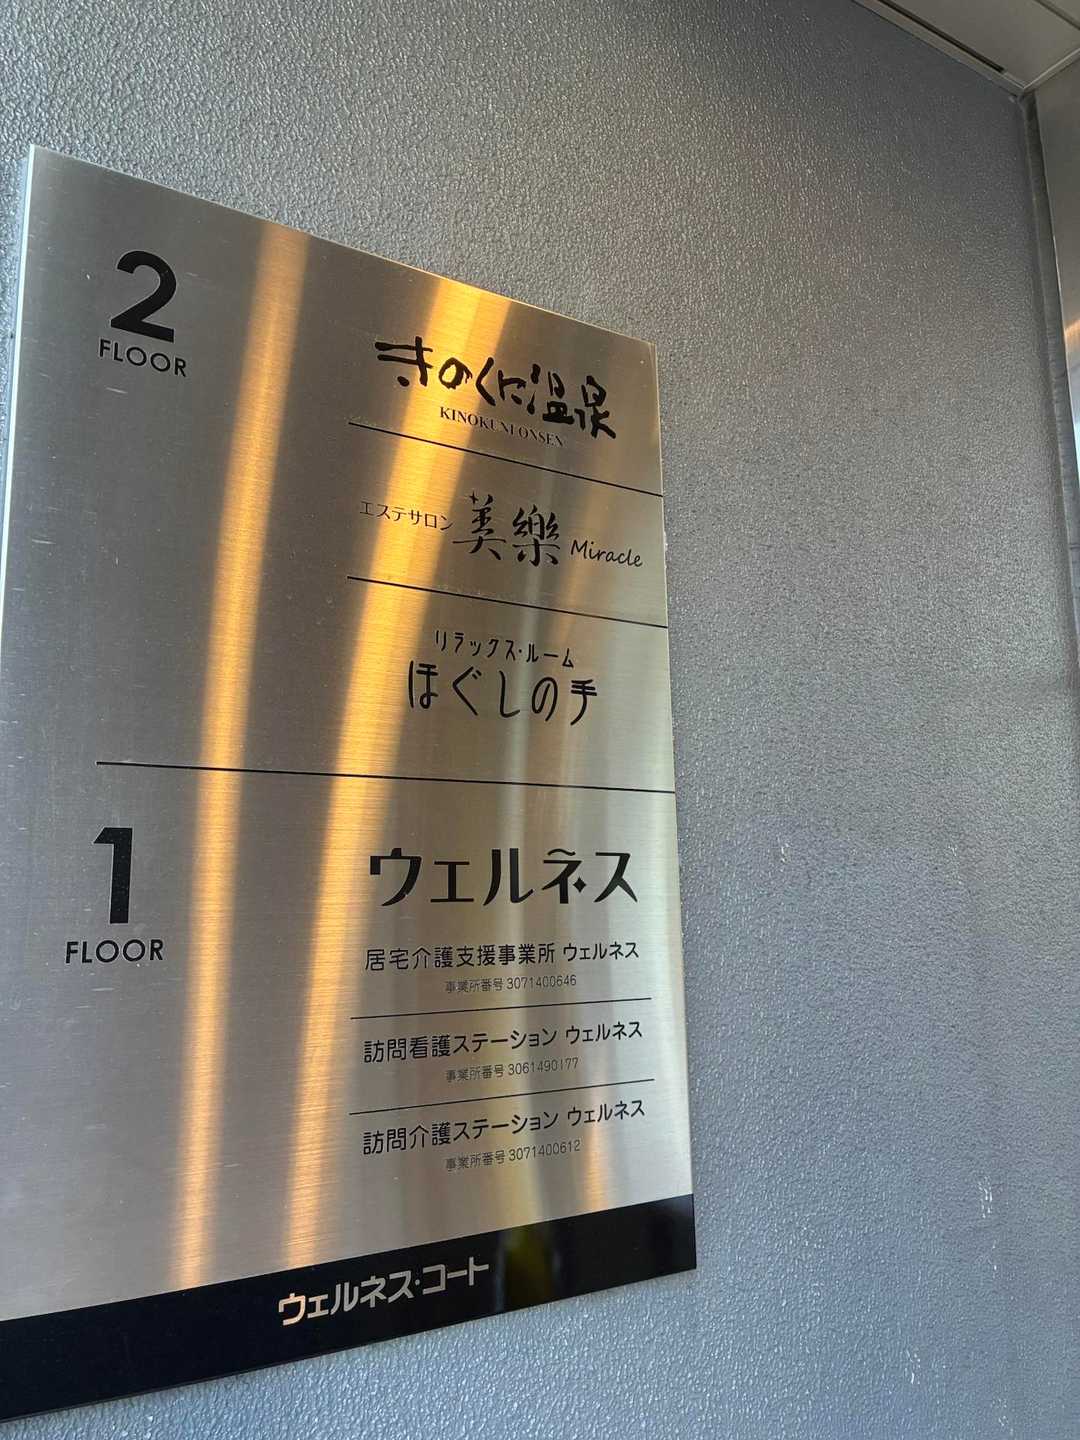 2
FLOOR
きのくに温泉
KINOKUNI ONSEN
エステサロン 美樂 Miracle
リラックス・ルーム
ほぐしの手
1
FLOOR
ウェルネス
居宅介護支援事業所 ウェルネス
事業所番号 3071400646
訪問看護ステーション ウェルネス
事業所番号 3061490177
訪問介護ステーション ウェルネス
事業所番号 3071400612
ウェルネス・コート